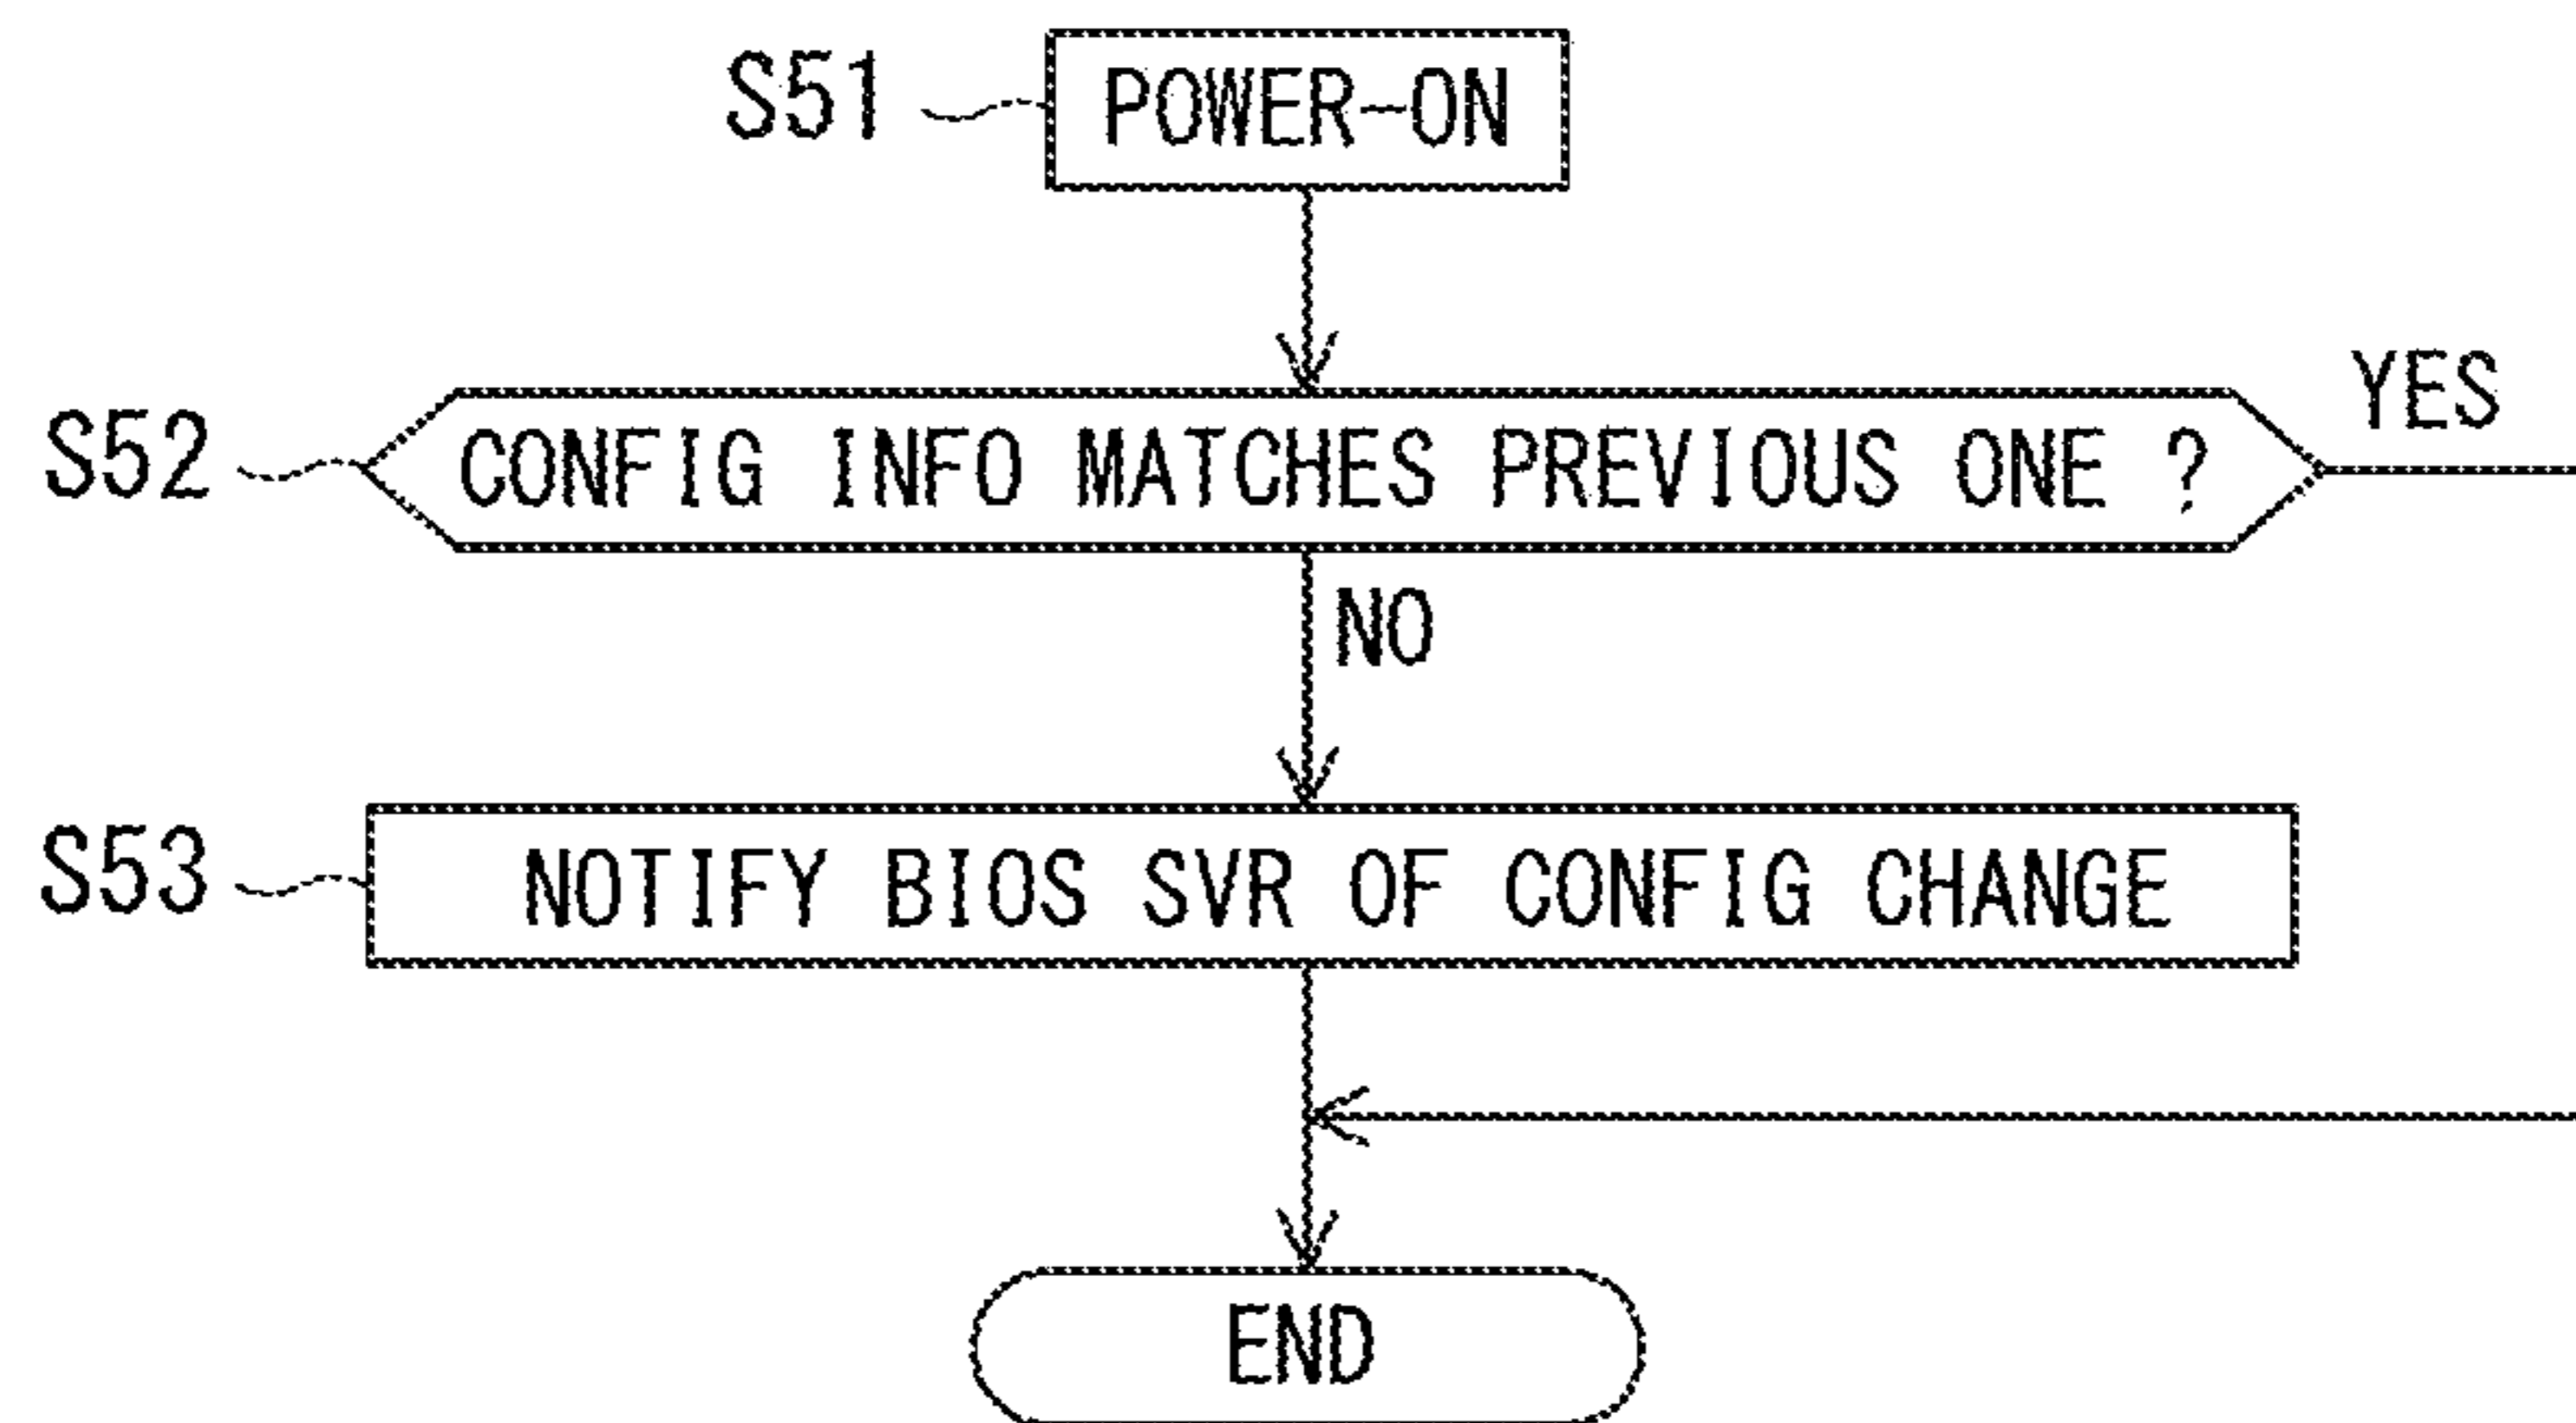 S51 POWER-ON
S52 CONFIG INFO MATCHES PREVIOUS ONE ? YES
NO
S53 NOTIFY BIOS SVR OF CONFIG CHANGE
END